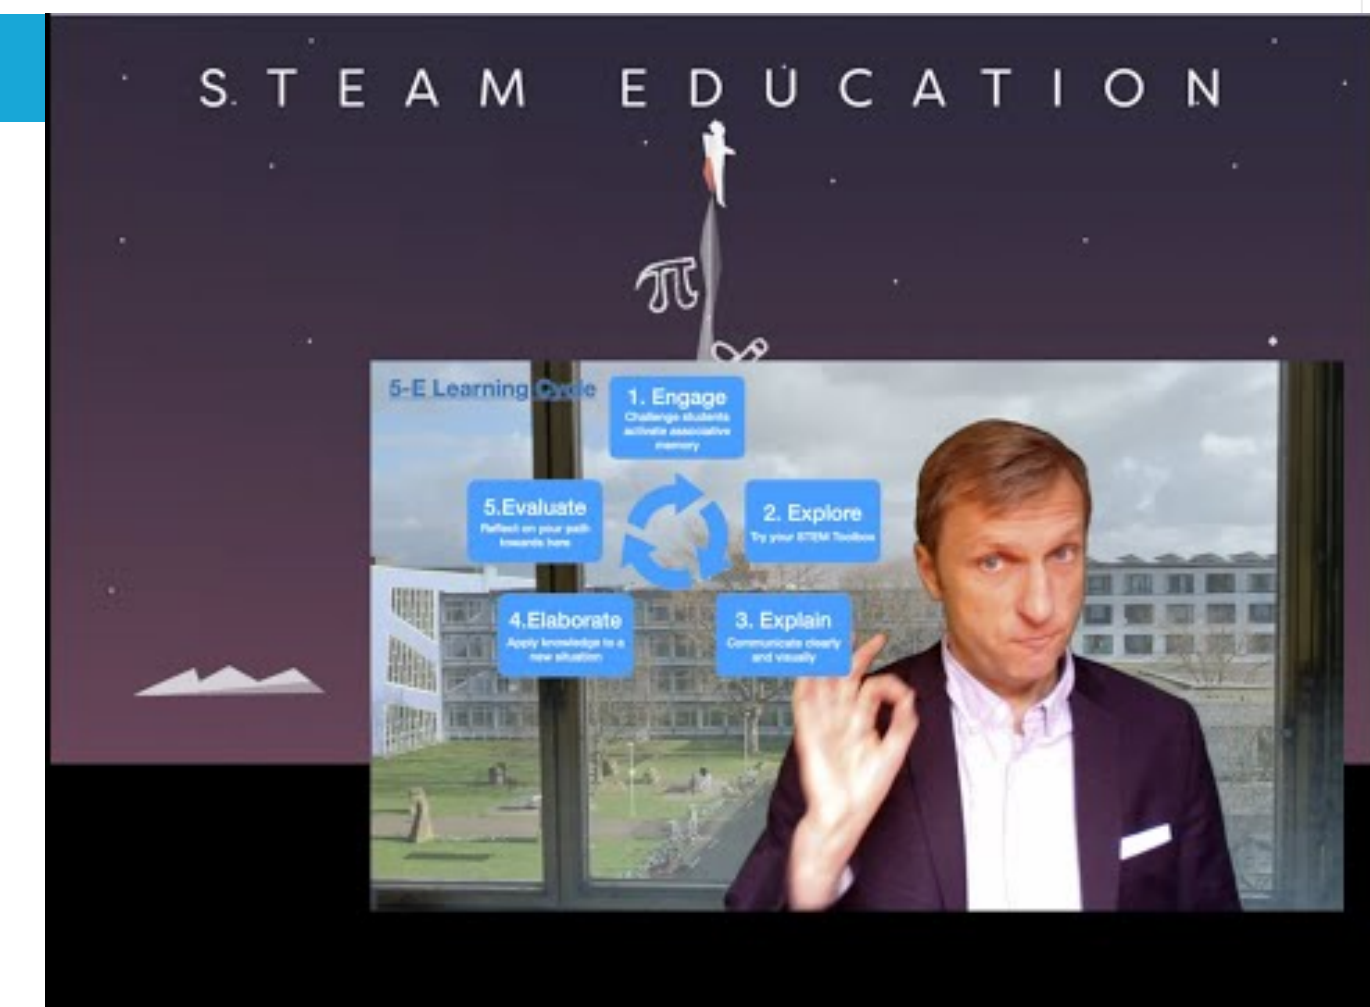 STEAM EDUCATION
π
5-E Learning Cycle
1. Engage
Challenge students
activate associative
memory
2. Explore
Try your STEM Toolbox
3. Explain
Communicate clearly
and visually
4.Elaborate
Apply knowledge to a
new situation
5.Evaluate
Reflect on your path
towards here